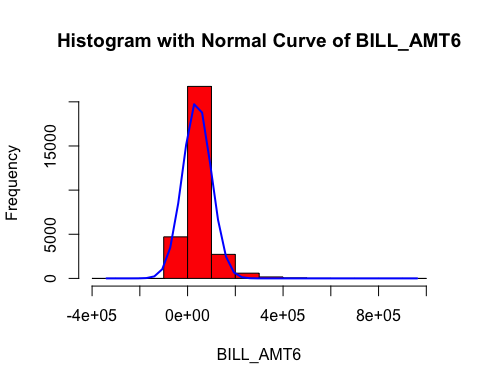 Histogram with Normal Curve of BILL_AMT6
Frequency
15000
5000
0
-4e+05 0e+00 4e+05 8e+05
BILL_AMT6